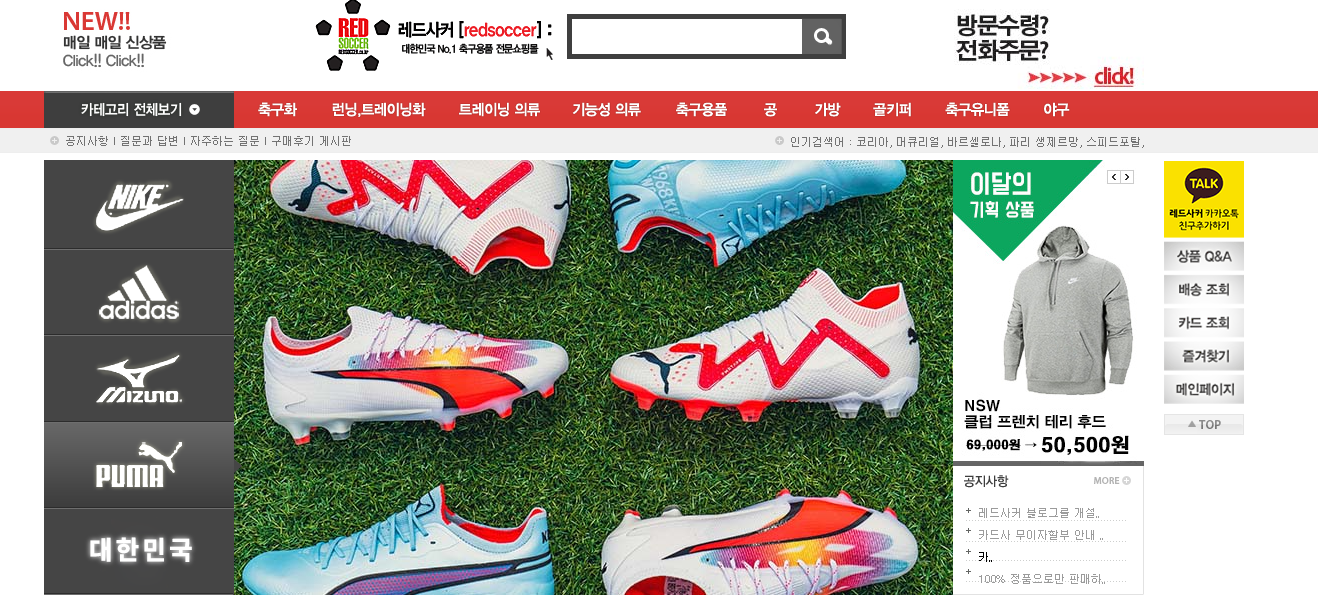 NEW!!
매일 매일 신상품
Click!! Click!!
RED
SOCCER
레드사커 [redsoccer] :
대한민국 No.1 축구용품 전문쇼핑몰
방문수령?
전화주문?
click!
카테고리 전체보기
축구화 런닝,트레이닝화 트레이닝 의류 기능성 의류 축구용품 공 가방 골키퍼 축구유니폼 야구
공지사항 l 질문과 답변 l 자주하는 질문 l 구매후기 게시판
인기검색어 : 코리아, 머큐리얼, 바르셀로나, 파리 생제르망, 스피드포탈,
NIKE
adidas
MIZUNO
PUMA
대한민국
이달의
기획 상품
NSW
클럽 프렌치 테리 후드
69,000원 → 50,500원
공지사항 MORE
레드사커 블로그를 개설..
카드사 무이자할부 안내 ..
카..
100% 정품으로만 판매하..
TALK
레드사커 카카오톡
친구추가하기
상품 Q&A
배송 조회
카드 조회
즐겨찾기
메인페이지
TOP